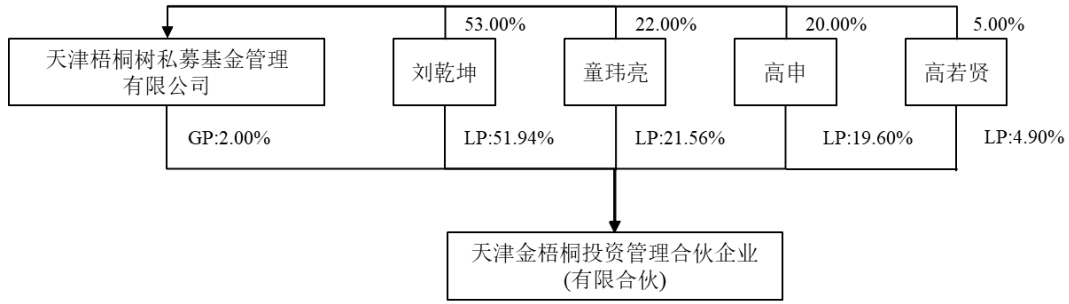 53.00%
22.00%
20.00%
5.00%
天津梧桐树私募基金管理
有限公司
刘乾坤
童玮亮
高申
高若贤
GP:2.00%
LP:51.94%
LP:21.56%
LP:19.60%
LP:4.90%
天津金梧桐投资管理合伙企业
(有限合伙)